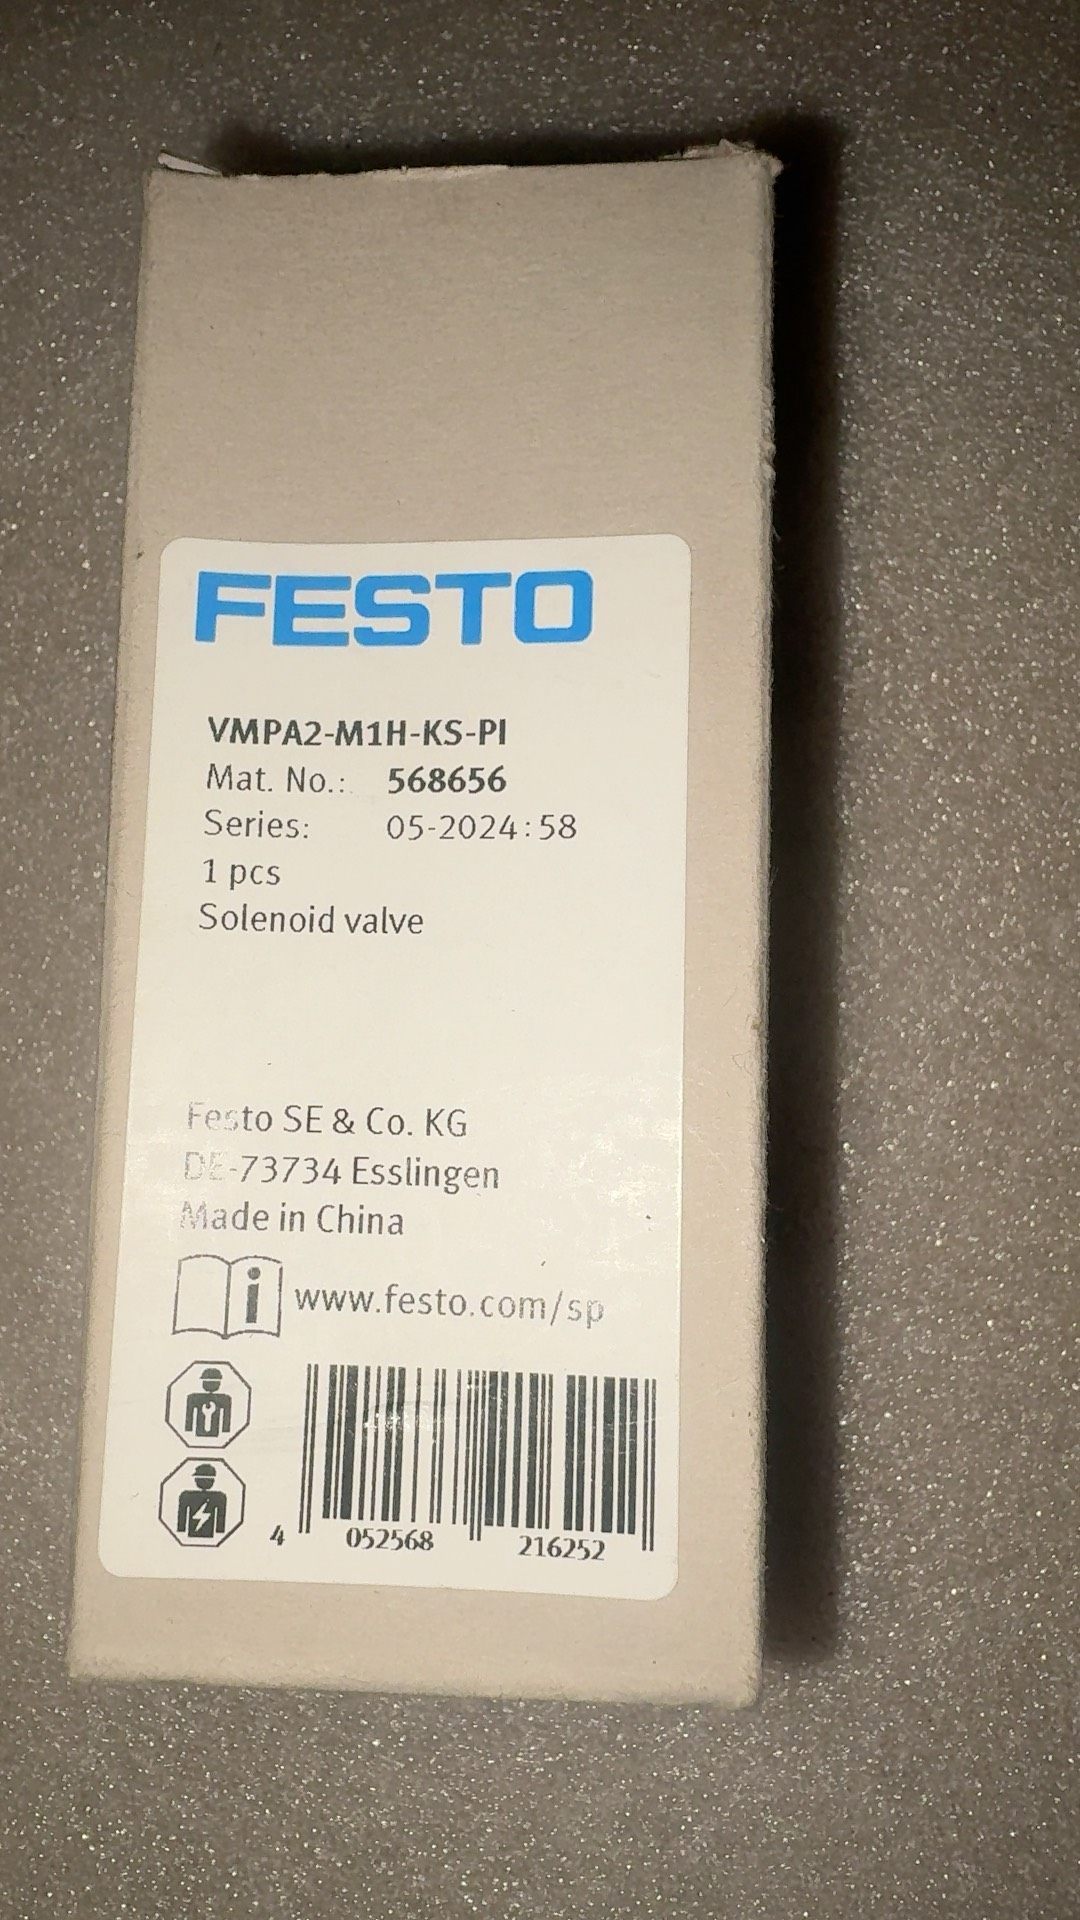 FESTO
VMPA2-M1H-KS-PI
Mat. No.: 568656
Series: 05-2024:58
1 pcs
Solenoid valve
Festo SE & Co. KG
DE-73734 Esslingen
Made in China
i www.festo.com/sp
4 052568 216252